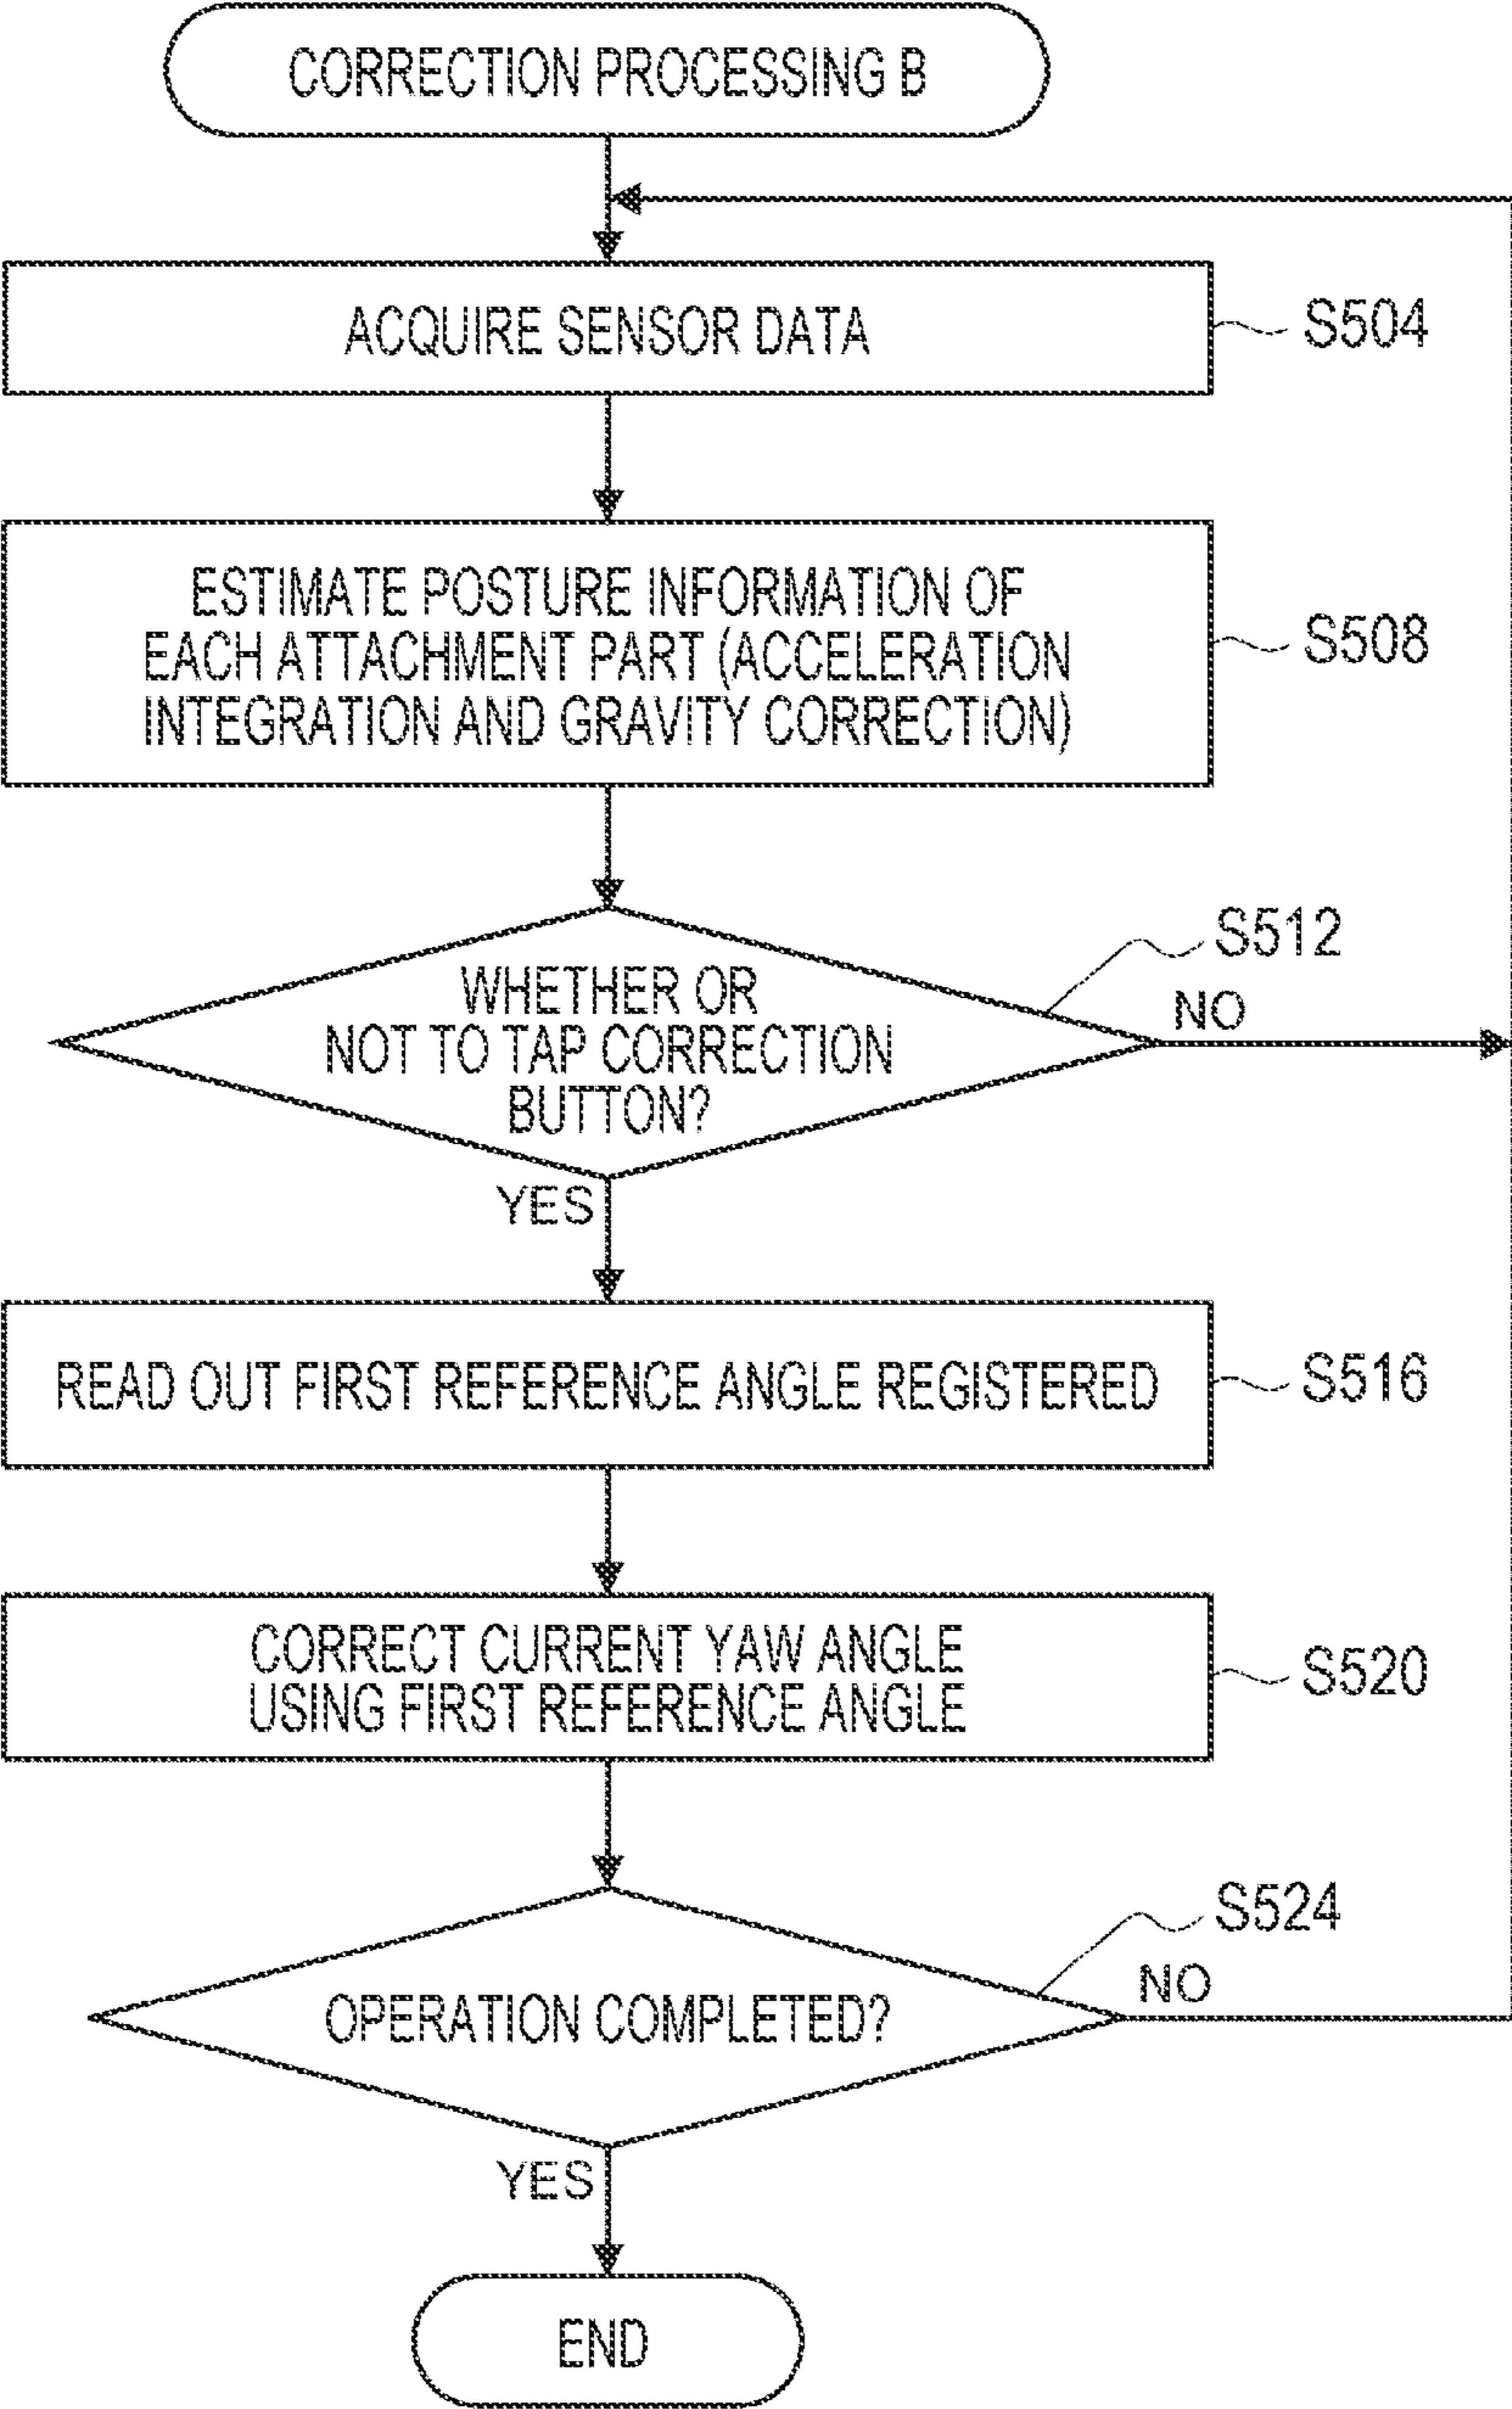 CORRECTION PROCESSING B
ACQUIRE SENSOR DATA
S504
ESTIMATE POSTURE INFORMATION OF
EACH ATTACHMENT PART (ACCELERATION
INTEGRATION AND GRAVITY CORRECTION)
S508
S512
WHETHER OR
NOT TO TAP CORRECTION
BUTTON?
NO
YES
READ OUT FIRST REFERENCE ANGLE REGISTERED
S516
CORRECT CURRENT YAW ANGLE
USING FIRST REFERENCE ANGLE
S520
S524
OPERATION COMPLETED?
NO
YES
END